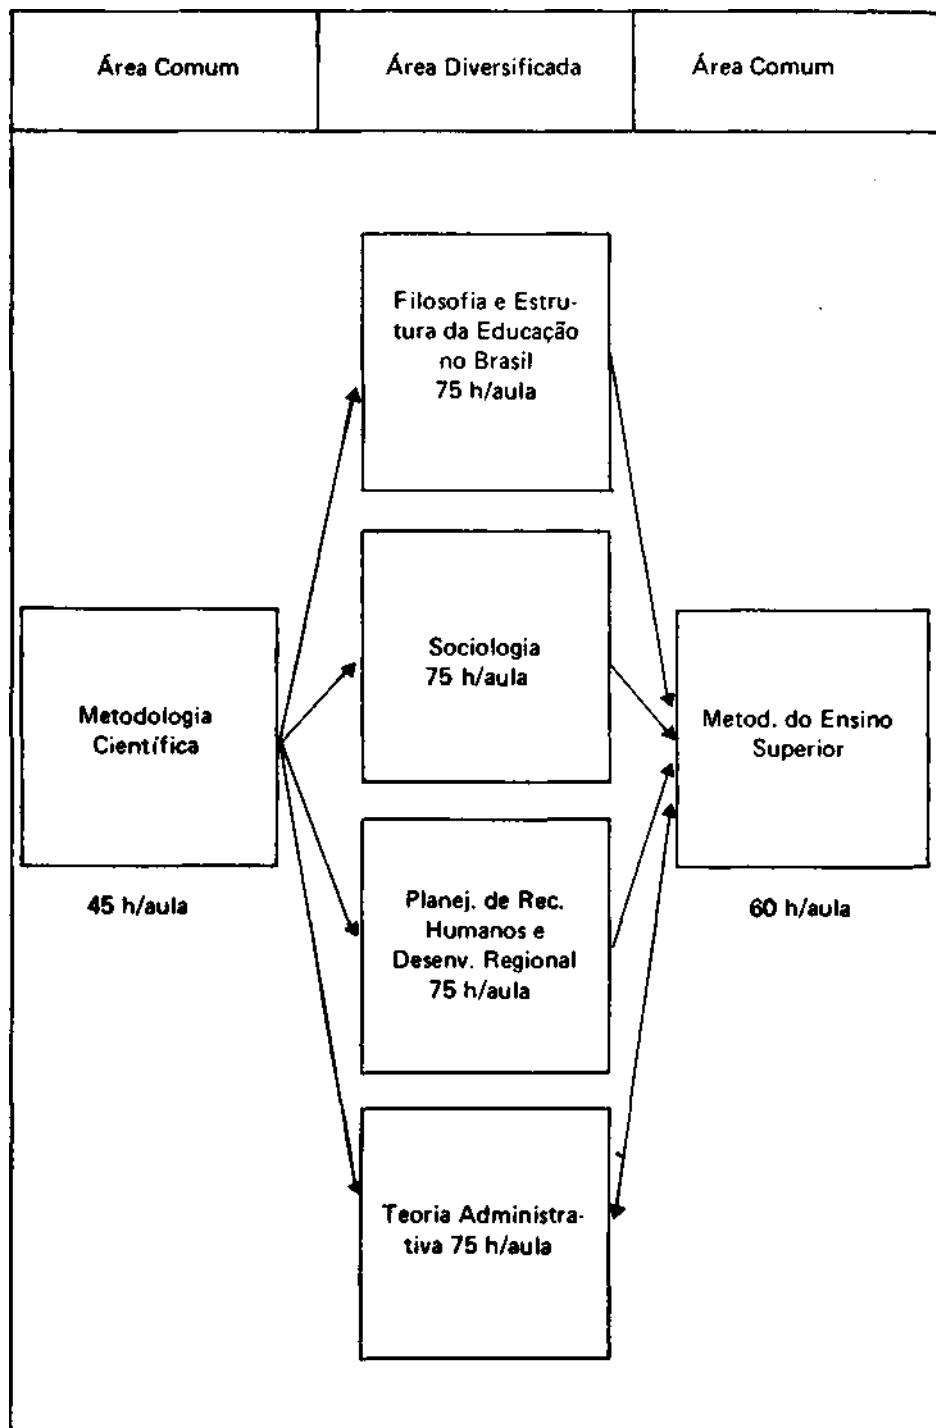 Área Comum
Área Diversificada
Área Comum
Filosofia e Estru-
tura da Educação
no Brasil
75 h/aula
Sociologia
75 h/aula
Metodologia
Científica
45 h/aula
Metod. do Ensino
Superior
60 h/aula
Planej. de Rec.
Humanos e
Desenv. Regional
75 h/aula
Teoria Administra-
tiva 75 h/aula